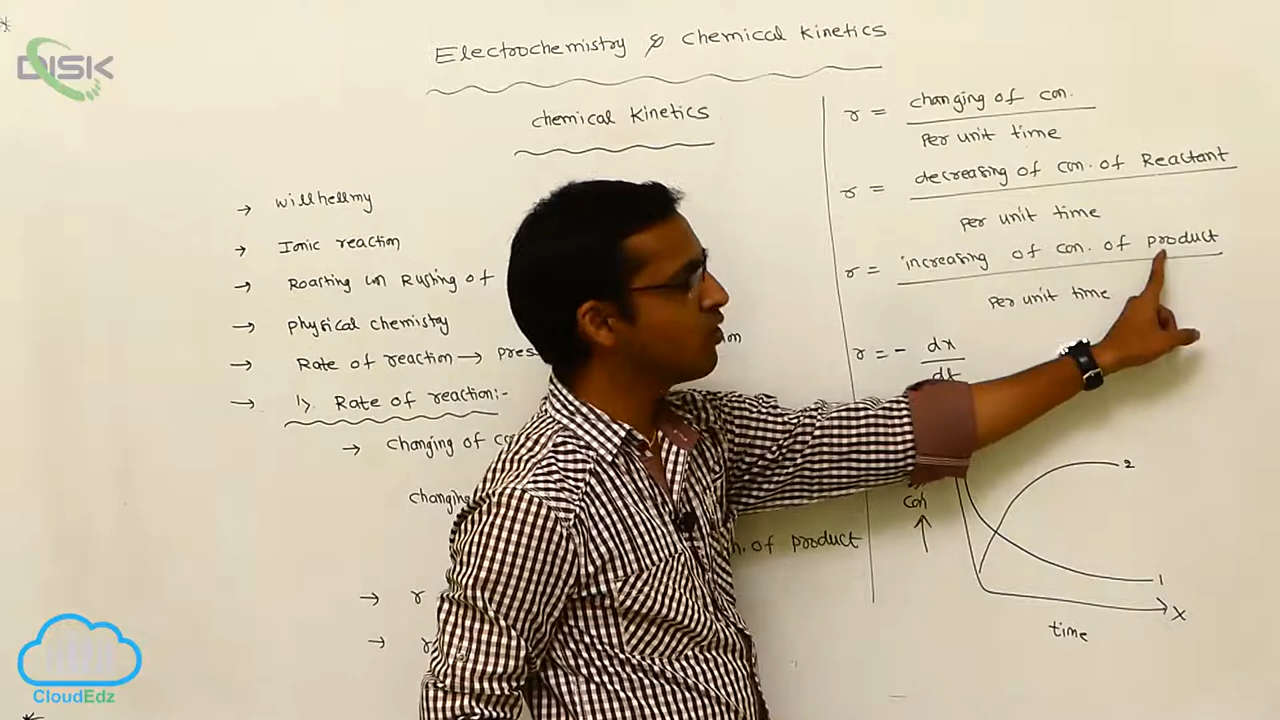 DISK
Electrochemistry & chemical kinetics
chemical kinetics
→ willhellmy
→ Ionic reaction
→ Roasting un Rusting of
→ physical chemistry
→ Rate of reaction → pres
→ 1> Rate of reaction:-
→ changing of co
changing
n. of product
→ r
→ r
r = changing of con.
Per unit time
r = decreasing of con. of Reactant
per unit time
r = increasing of con. of product
per unit time
r = - dx
dt
con
↑
2
1
X
time
CloudEdz